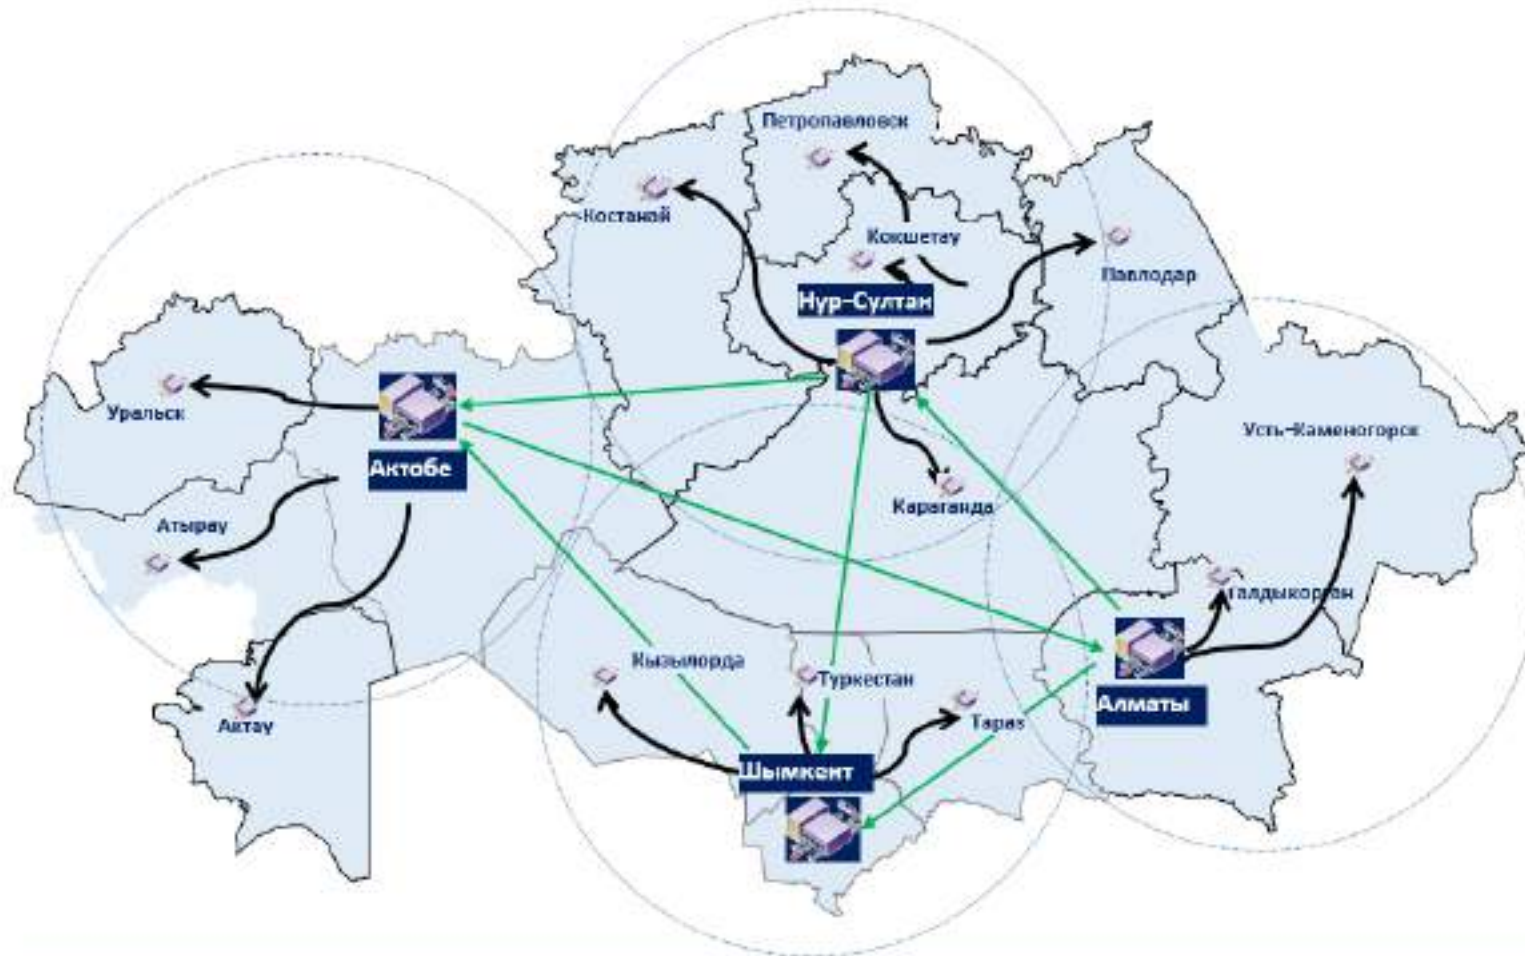 Петропавловск
Костанай
Кокшетау
Павлодар
Нур-Султан
Уральск
Усть-Каменогорск
Актобе
Караганда
Атырау
Талдыкорган
Кызылорда
Туркестан
Алматы
Актау
Тараз
Шымкент